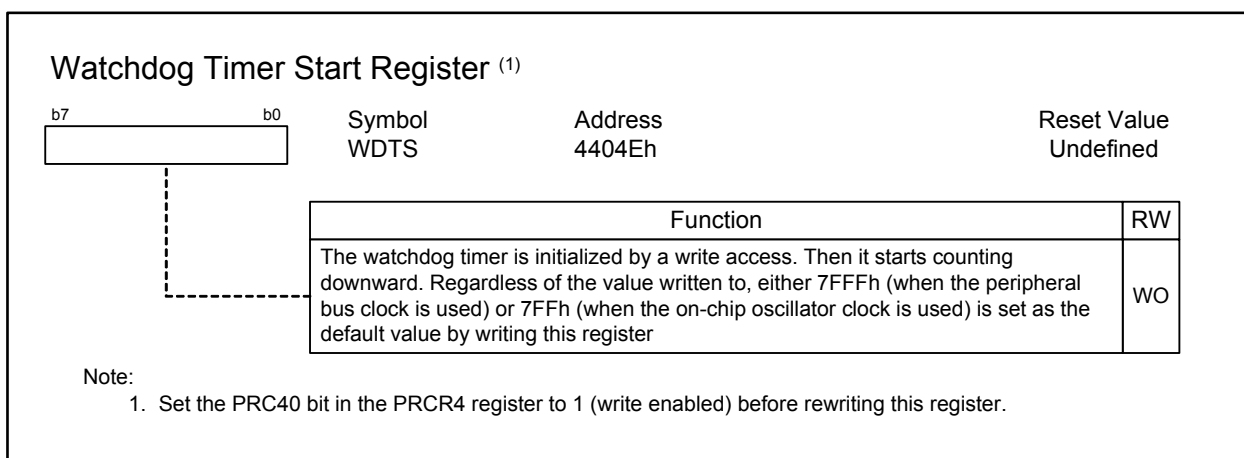 Watchdog Timer Start Register (1)
b7 b0 Symbol Address Reset Value
WDTS 4404Eh Undefined
Function RW
The watchdog timer is initialized by a write access. Then it starts counting
downward. Regardless of the value written to, either 7FFFh (when the peripheral
bus clock is used) or 7FFh (when the on-chip oscillator clock is used) is set as the
default value by writing this register
WO
Note:
1. Set the PRC40 bit in the PRCR4 register to 1 (write enabled) before rewriting this register.